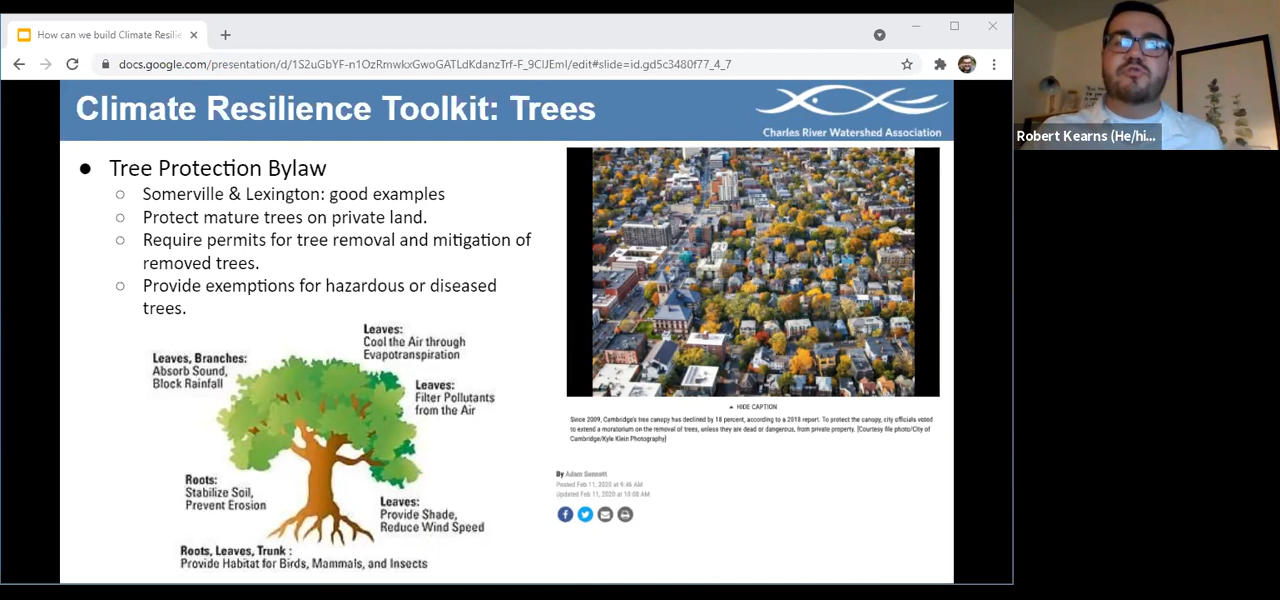 How can we build Climate Resilie
docs.google.com/presentation/d/1S2uGbYF-n1OzRmwkxGwoGATLdKdanzTrf-F_9CIJEmI/edit#slide=id.gd5c3480f77_4_7
Climate Resilience Toolkit: Trees
Charles River Watershed Association
Robert Kearns (He/hi...
● Tree Protection Bylaw
○ Somerville & Lexington: good examples
○ Protect mature trees on private land.
○ Require permits for tree removal and mitigation of
removed trees.
○ Provide exemptions for hazardous or diseased
trees.
Leaves:
Cool the Air through
Evapotranspiration
Leaves, Branches:
Absorb Sound,
Block Rainfall
Leaves:
Filter Pollutants
from the Air
Roots:
Stabilize Soil,
Prevent Erosion
Leaves:
Provide Shade,
Reduce Wind Speed
Roots, Leaves, Trunk :
Provide Habitat for Birds, Mammals, and Insects
HIDE CAPTION
Since 2009, Cambridge's tree canopy has declined by 18 percent, according to a 2018 report. To protect the canopy, city officials voted
to extend a moratorium on the removal of trees, unless they are dead or dangerous, from private property. [Courtesy file photo/City of
Cambridge/Kyle Klein Photography]
By Adam Sennott
Posted Feb 11, 2020 at 9:46 AM
Updated Feb 11, 2020 at 10:08 AM